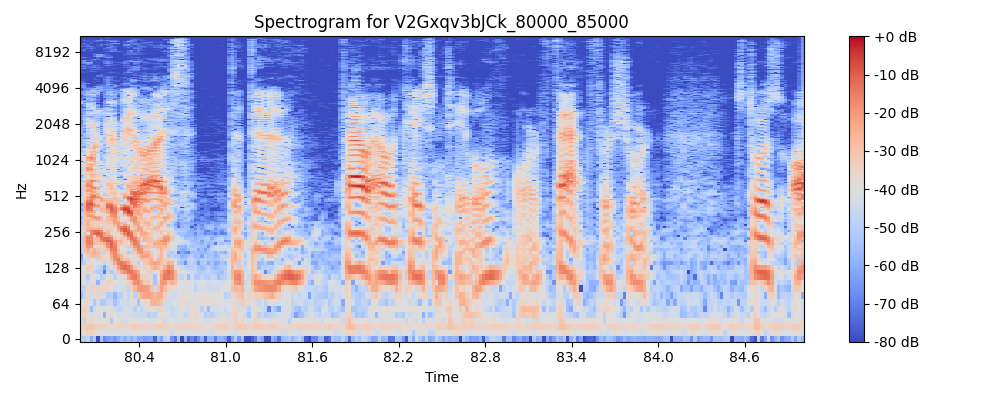 Spectrogram for V2Gxqv3bJCk_80000_85000
Hz
8192
4096
2048
1024
512
256
128
64
0
80.4 81.0 81.6 82.2 82.8 83.4 84.0 84.6
Time
+0 dB
-10 dB
-20 dB
-30 dB
-40 dB
-50 dB
-60 dB
-70 dB
-80 dB